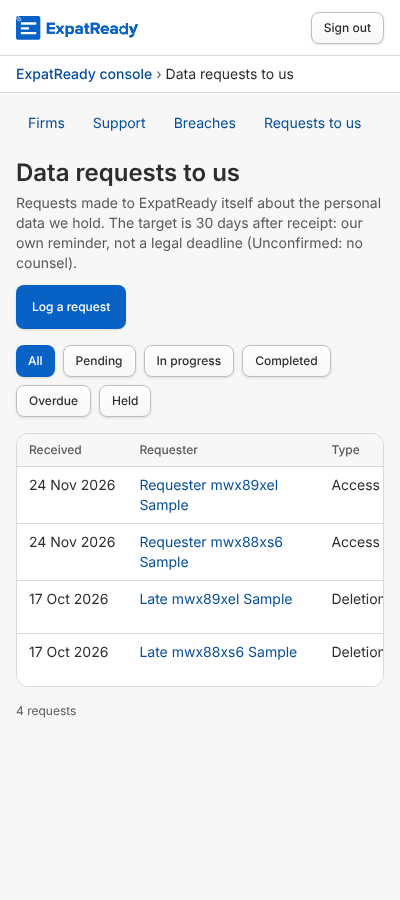 ExpatReady
Sign out
ExpatReady console › Data requests to us
Firms Support Breaches Requests to us
Data requests to us
Requests made to ExpatReady itself about the personal
data we hold. The target is 30 days after receipt: our
own reminder, not a legal deadline (Unconfirmed: no
counsel).
Log a request
All Pending In progress Completed
Overdue Held
Received Requester Type
24 Nov 2026 Requester mwx89xel Access
Sample
24 Nov 2026 Requester mwx88xs6 Access
Sample
17 Oct 2026 Late mwx89xel Sample Deletion
17 Oct 2026 Late mwx88xs6 Sample Deletion
4 requests